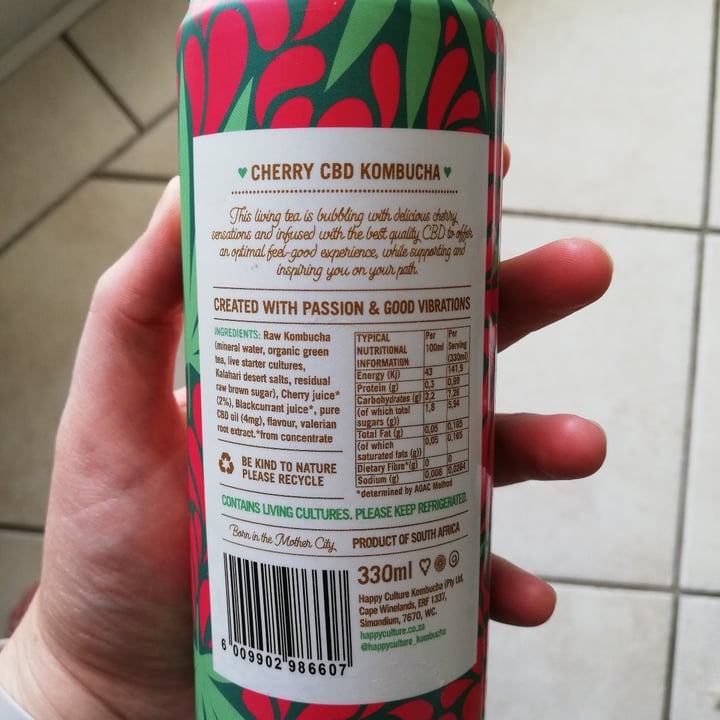 CHERRY CBD KOMBUCHA
This living tea is bubbling with delicious cherry
sensations and infused with the best quality CBD to offer
an optimal feel-good experience, while supporting and
inspiring you on your path.
CREATED WITH PASSION & GOOD VIBRATIONS
INGREDIENTS: Raw Kombucha
(mineral water, organic green
tea, live starter cultures,
Kalahari desert salts, residual
raw brown sugar), Cherry juice*
(2%), Blackcurrant juice*, pure
CBD oil (4mg), flavour, valerian
root extract.*from concentrate
BE KIND TO NATURE
PLEASE RECYCLE
TYPICAL NUTRITIONAL INFORMATION Per 100ml Per Serving (330ml)
Energy (Kj) 43 141,9
Protein (g) 0,3 0,99
Carbohydrates (g) 2,2 7,26
(of which total sugars (g)) 1,8 5,94
Total Fat (g) 0,05 0,165
(of which saturated fats (g)) 0,05 0,165
Dietary Fibre*(g) 0 0
Sodium (g) 0,008 0,0264
*determined by AOAC Method
CONTAINS LIVING CULTURES. PLEASE KEEP REFRIGERATED.
Born in the Mother City PRODUCT OF SOUTH AFRICA
330ml
Happy Culture Kombucha (Pty Ltd,
Cape Winelands, ERF 1337,
Simondium, 7670, WC.
happyculture.co.za
@happyculture_kombucha
6 009902 986607